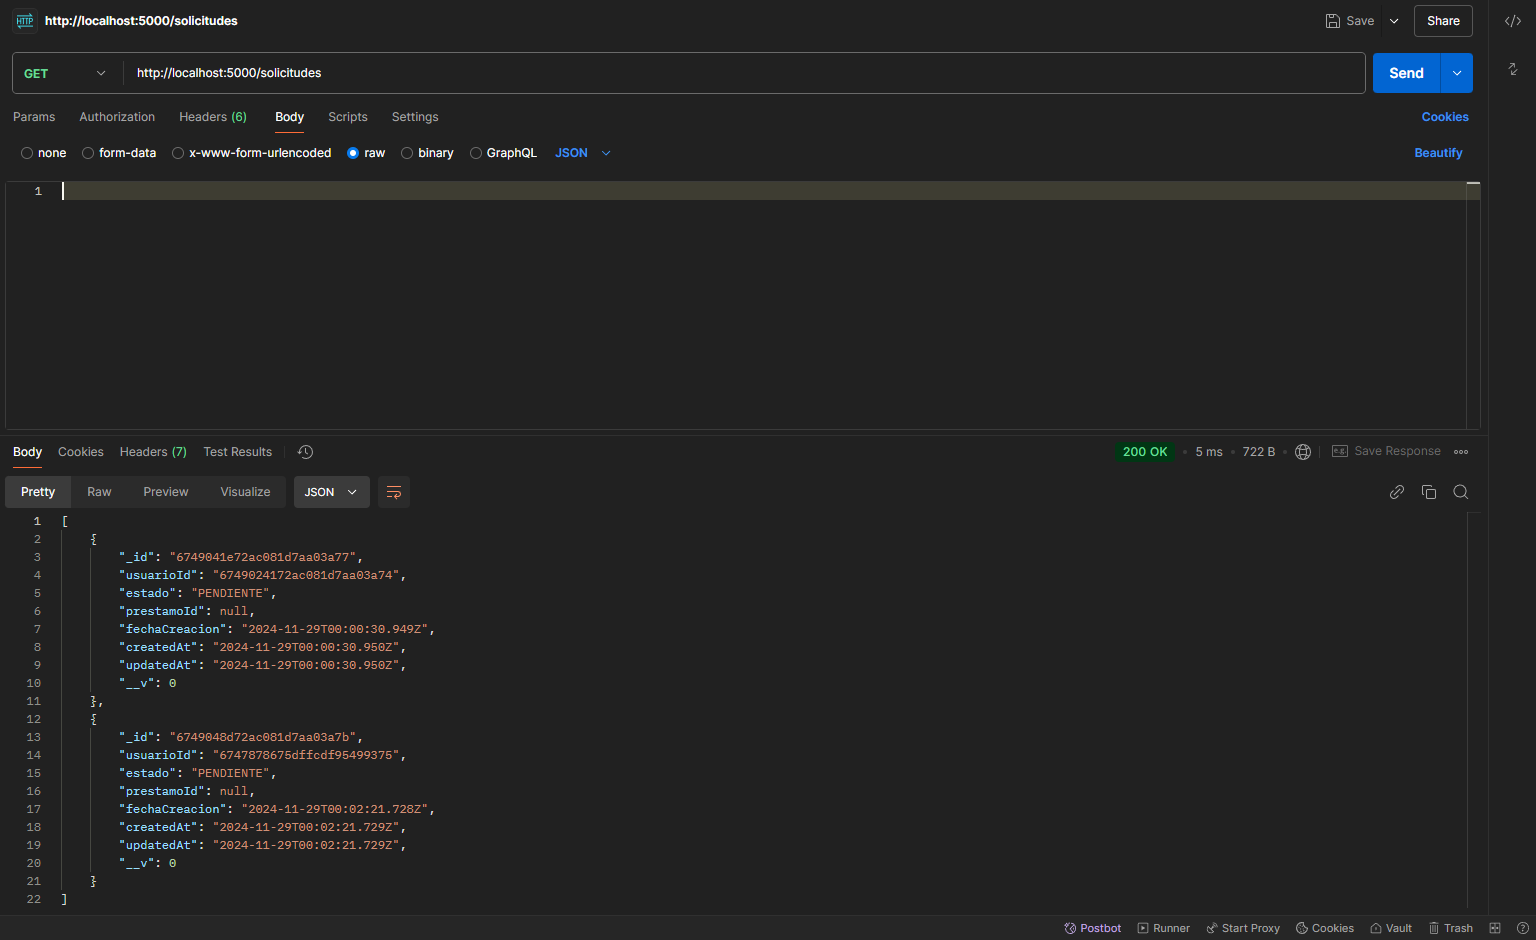 HTTP http://localhost:5000/solicitudes Save Share
GET http://localhost:5000/solicitudes Send
Params Authorization Headers (6) Body Scripts Settings Cookies
none form-data x-www-form-urlencoded raw binary GraphQL JSON Beautify
1
Body Cookies Headers (7) Test Results 200 OK 5 ms 722 B e.g. Save Response
Pretty Raw Preview Visualize JSON
1 [
2 {
3 "_id": "6749041e72ac081d7aa03a77",
4 "usuarioId": "6749024172ac081d7aa03a74",
5 "estado": "PENDIENTE",
6 "prestamoId": null,
7 "fechaCreacion": "2024-11-29T00:00:30.949Z",
8 "createdAt": "2024-11-29T00:00:30.950Z",
9 "updatedAt": "2024-11-29T00:00:30.950Z",
10 "__v": 0
11 },
12 {
13 "_id": "6749048d72ac081d7aa03a7b",
14 "usuarioId": "6747878675dffcdf95499375",
15 "estado": "PENDIENTE",
16 "prestamoId": null,
17 "fechaCreacion": "2024-11-29T00:02:21.728Z",
18 "createdAt": "2024-11-29T00:02:21.729Z",
19 "updatedAt": "2024-11-29T00:02:21.729Z",
20 "__v": 0
21 }
22 ]
Postbot Runner Start Proxy Cookies Vault Trash